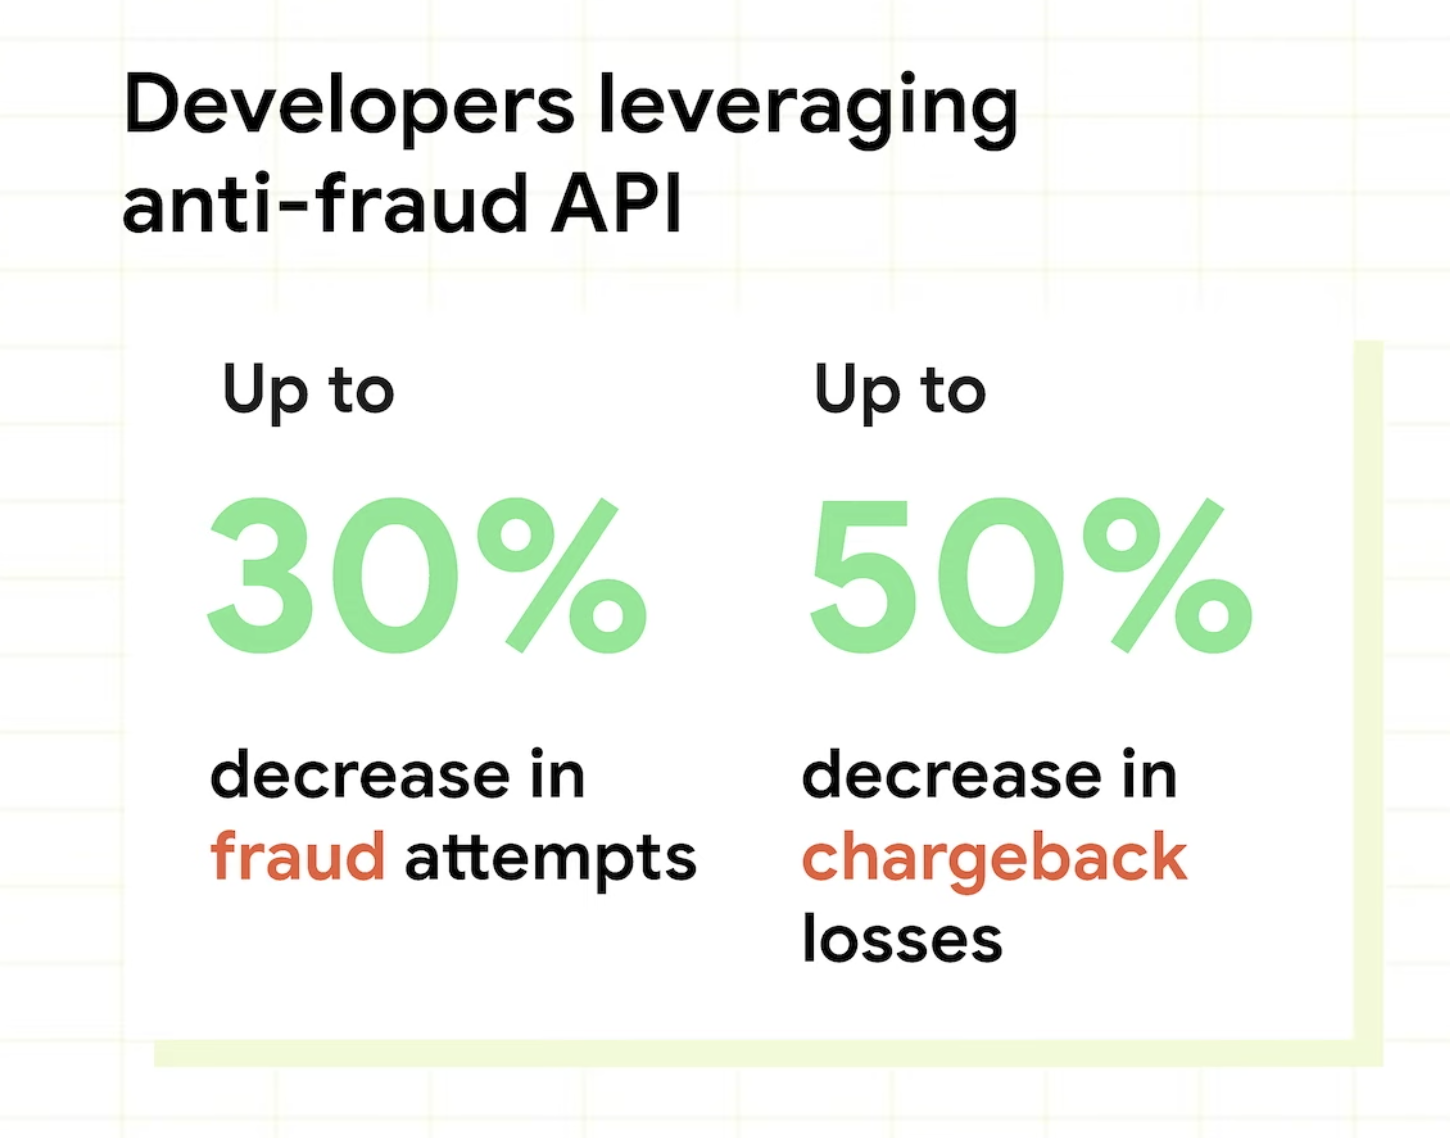 Developers leveraging
anti-fraud API
Up to
30%
decrease in
fraud attempts
Up to
50%
decrease in
chargeback
losses